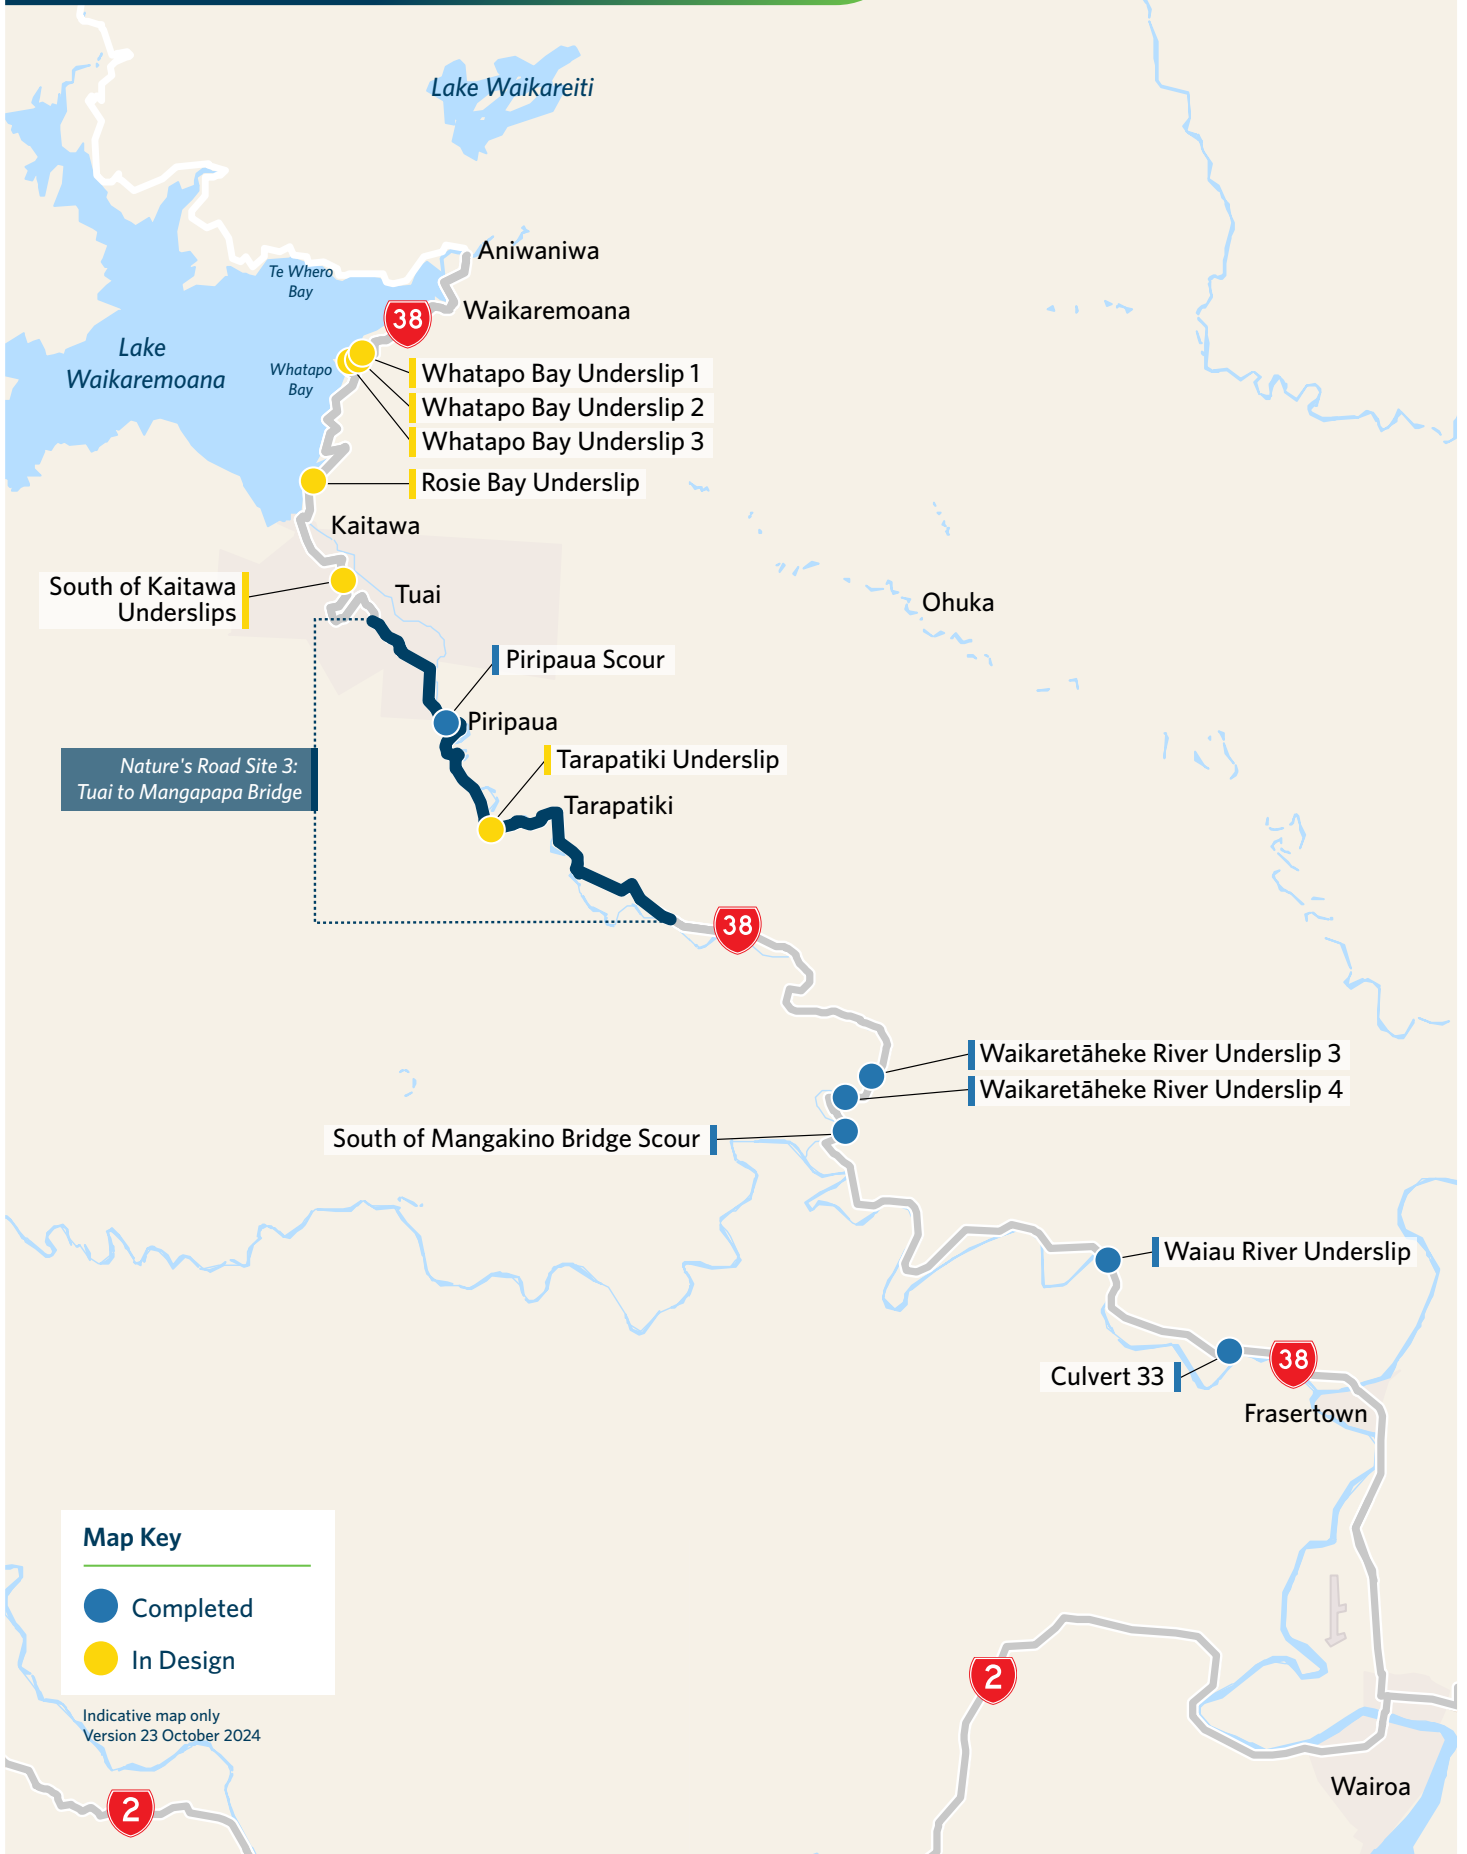 Lake Waikareiti
Aniwaniwa
Te Whero
Bay
38
Waikaremoana
Lake
Waikaremoana
Whatapo
Bay
Whatapo Bay Underslip 1
Whatapo Bay Underslip 2
Whatapo Bay Underslip 3
Rosie Bay Underslip
Kaitawa
South of Kaitawa
Underslips
Tuai
Ohuka
Piripaua Scour
Piripaua
Nature's Road Site 3:
Tuai to Mangapapa Bridge
Tarapatiki Underslip
Tarapatiki
38
Waikaretāheke River Underslip 3
Waikaretāheke River Underslip 4
South of Mangakino Bridge Scour
Waiau River Underslip
Culvert 33
38
Frasertown
Map Key
Completed
In Design
Indicative map only
Version 23 October 2024
2
2
Wairoa